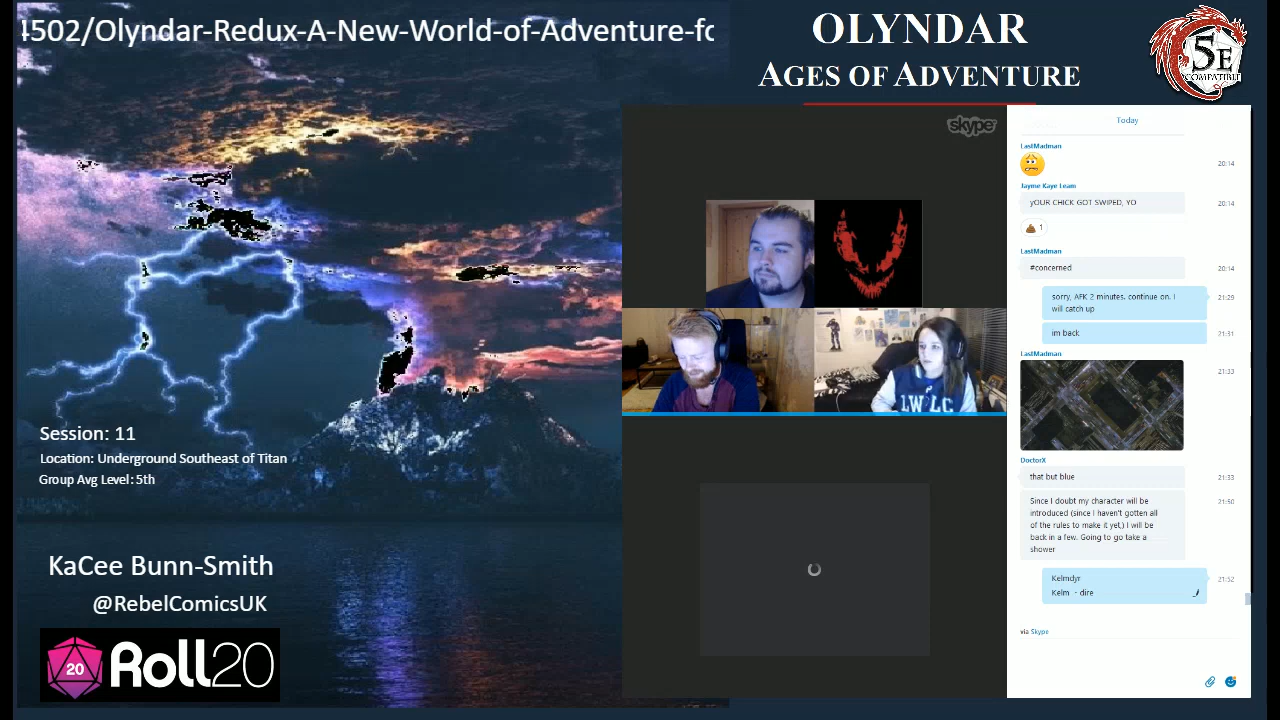 4502/Olyndar-Redux-A-New-World-of-Adventure-fo
OLYNDAR
AGES OF ADVENTURE
5E
COMPATIBLE
skype
Today
LastMadman
20:14
Jayme Kaye Leam
yOUR CHICK GOT SWIPED, YO
20:14
1
LastMadman
#concerned
20:14
sorry, AFK 2 minutes. continue on. I
will catch up
21:29
im back
21:31
LastMadman
21:33
DoctorX
that but blue
21:33
Since I doubt my character will be
introduced (since I haven't gotten all
of the rules to make it yet,) I will be
back in a few. Going to go take a
shower
21:50
Kelmdyr
Kelm - dire
21:52
via Skype
LWLC
Session: 11
Location: Underground Southeast of Titan
Group Avg Level: 5th
KaCee Bunn-Smith
@RebelComicsUK
20
Roll20